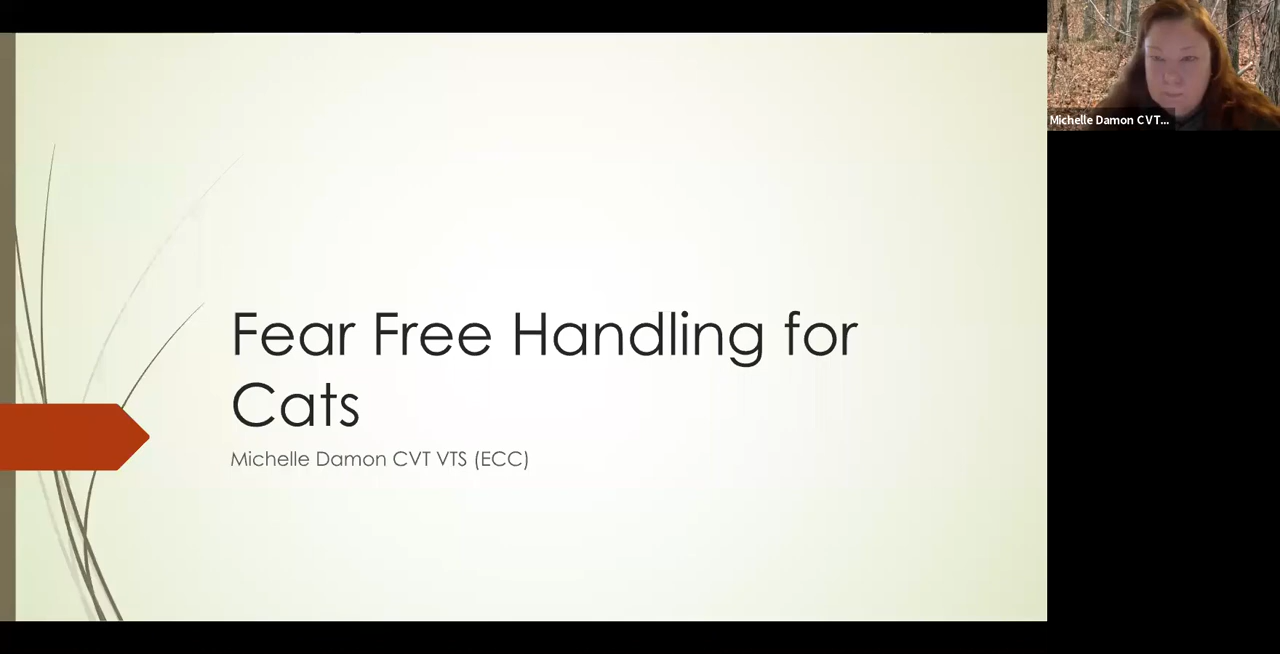 Fear Free Handling for
Cats
Michelle Damon CVT VTS (ECC)
Michelle Damon CVT...